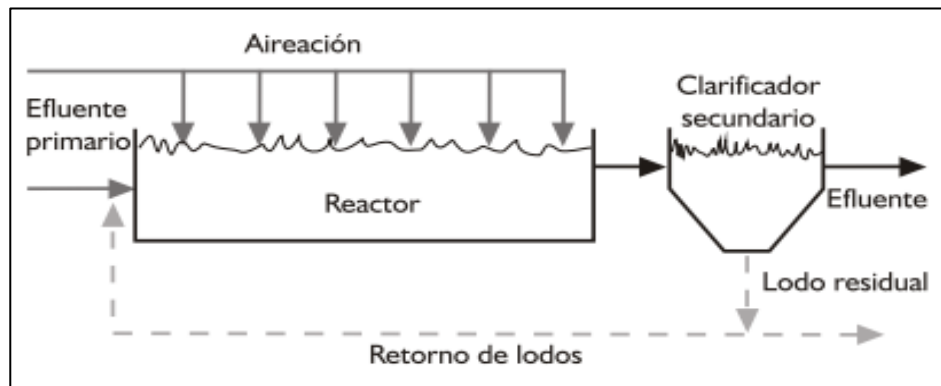 Aireación
Efluente
primario
Clarificador
secundario
Reactor
Efluente
Lodo residual
Retorno de lodos